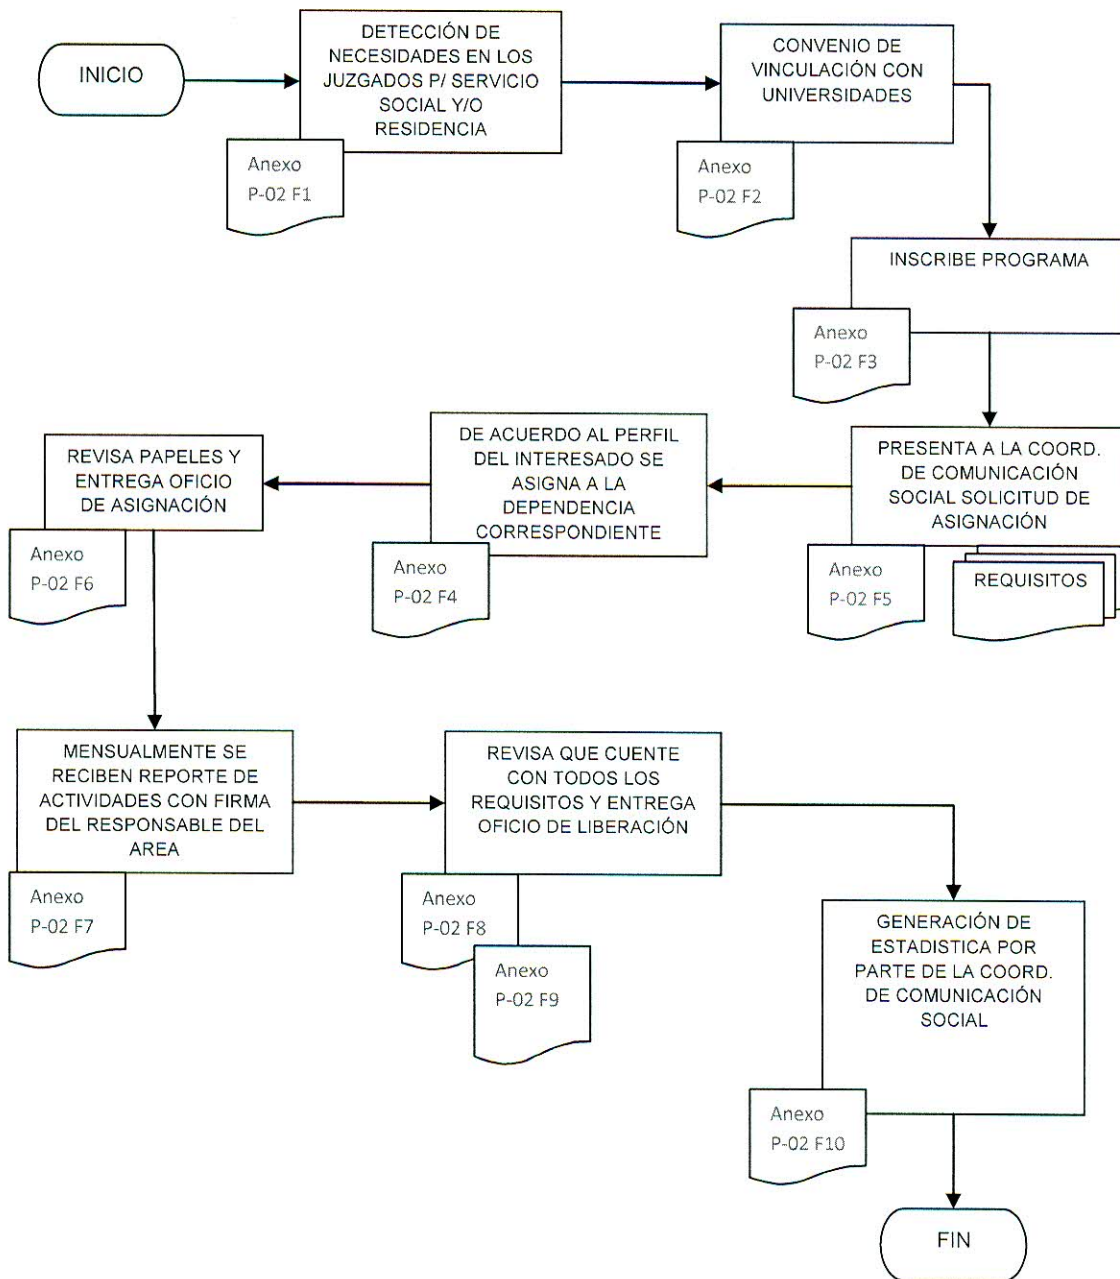 INICIO
DETECCIÓN DE
NECESIDADES EN LOS
JUZGADOS P/ SERVICIO
SOCIAL Y/O
RESIDENCIA
Anexo
P-02 F1
CONVENIO DE
VINCULACIÓN CON
UNIVERSIDADES
Anexo
P-02 F2
INSCRIBE PROGRAMA
Anexo
P-02 F3
PRESENTA A LA COORD.
DE COMUNICACIÓN
SOCIAL SOLICITUD DE
ASIGNACIÓN
Anexo
P-02 F5
REQUISITOS
DE ACUERDO AL PERFIL
DEL INTERESADO SE
ASIGNA A LA
DEPENDENCIA
CORRESPONDIENTE
Anexo
P-02 F4
REVISA PAPELES Y
ENTREGA OFICIO
DE ASIGNACIÓN
Anexo
P-02 F6
MENSUALMENTE SE
RECIBEN REPORTE DE
ACTIVIDADES CON FIRMA
DEL RESPONSABLE DEL
AREA
Anexo
P-02 F7
REVISA QUE CUENTE
CON TODOS LOS
REQUISITOS Y ENTREGA
OFICIO DE LIBERACIÓN
Anexo
P-02 F8
Anexo
P-02 F9
GENERACIÓN DE
ESTADISTICA POR
PARTE DE LA COORD.
DE COMUNICACIÓN
SOCIAL
Anexo
P-02 F10
FIN